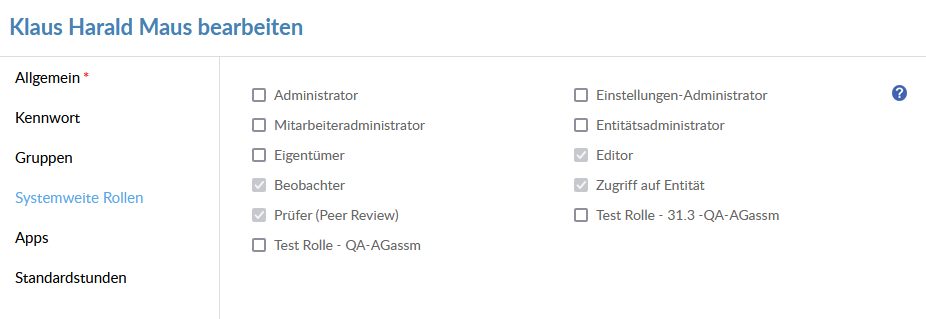 Klaus Harald Maus bearbeiten
Allgemein *
Kennwort
Gruppen
Systemweite Rollen
Apps
Standardstunden
Administrator
Einstellungen-Administrator
?
Mitarbeiteradministrator
Entitätsadministrator
Eigentümer
Editor
Beobachter
Zugriff auf Entität
Prüfer (Peer Review)
Test Rolle - 31.3 -QA-AGassm
Test Rolle - QA-AGassm